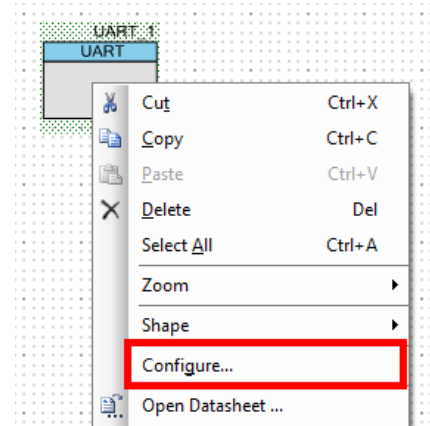 UART_1
UART
Cut Ctrl+X
Copy Ctrl+C
Paste Ctrl+V
Delete Del
Select All Ctrl+A
Zoom
Shape
Configure...
Open Datasheet ...